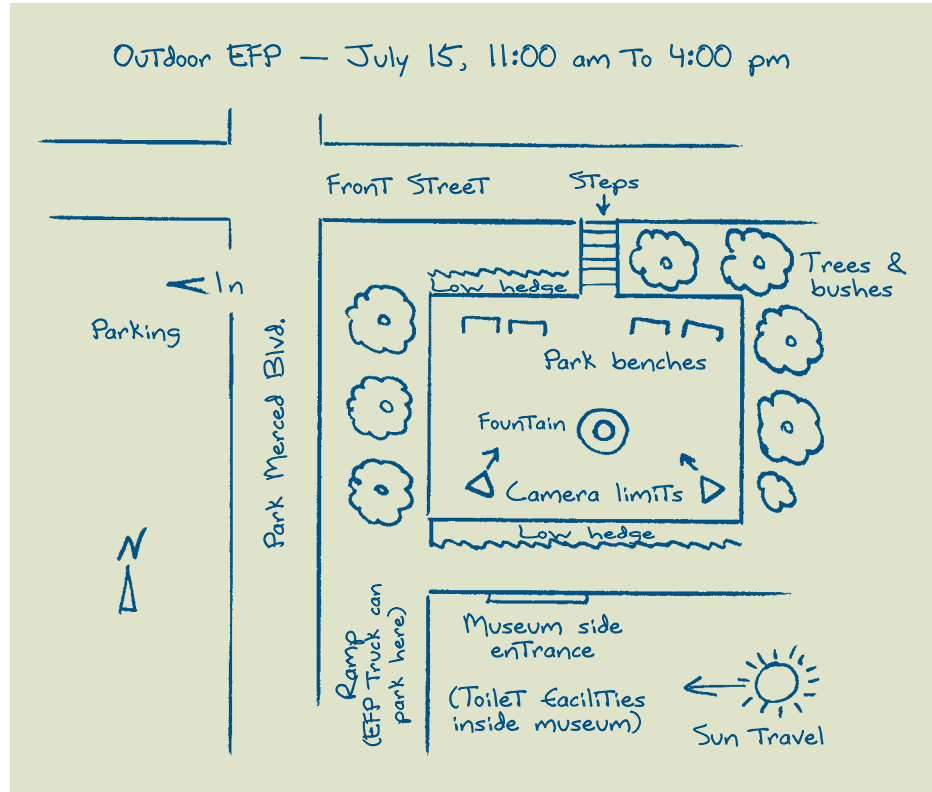 Outdoor EFP — July 15, 11:00 am to 4:00 pm
Front Street
Steps
Trees &
bushes
In
Low hedge
Parking
Park Merced Blvd.
Park benches
Fountain
Camera limits
Low hedge
N
Ramp
(EFP Truck can
park here)
Museum side
entrance
(Toilet facilities
inside museum)
Sun Travel